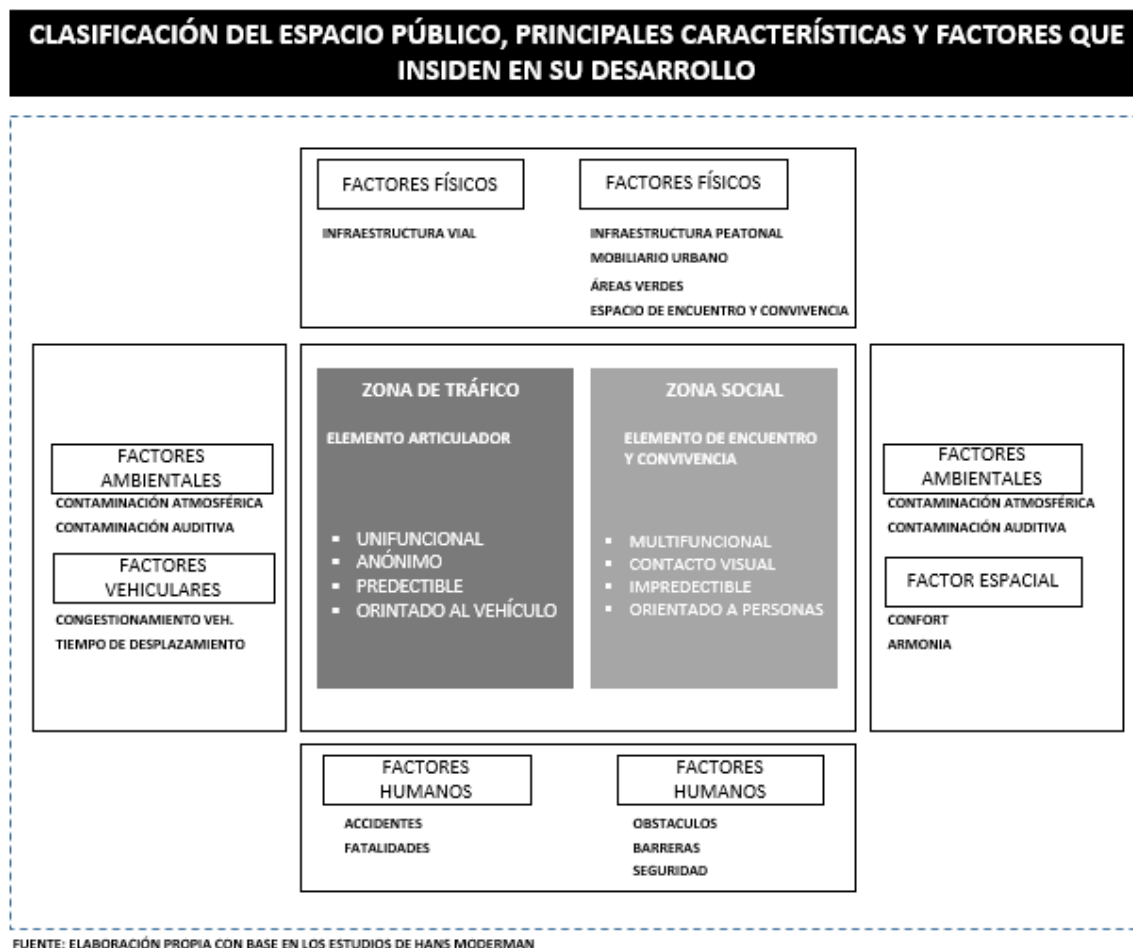 CLASIFICACIÓN DEL ESPACIO PÚBLICO, PRINCIPALES CARACTERÍSTICAS Y FACTORES QUE
INSIDEN EN SU DESARROLLO
FACTORES FÍSICOS
INFRAESTRUCTURA VIAL
FACTORES FÍSICOS
INFRAESTRUCTURA PEATONAL
MOBILIARIO URBANO
ÁREAS VERDES
ESPACIO DE ENCUENTRO Y CONVIVENCIA
FACTORES
AMBIENTALES
CONTAMINACIÓN ATMOSFÉRICA
CONTAMINACIÓN AUDITIVA
FACTORES
VEHICULARES
CONGESTIONAMIENTO VEH.
TIEMPO DE DESPLAZAMIENTO
ZONA DE TRÁFICO
ELEMENTO ARTICULADOR
▪ UNIFUNCIONAL
▪ ANÓNIMO
▪ PREDECTIBLE
▪ ORINTADO AL VEHÍCULO
ZONA SOCIAL
ELEMENTO DE ENCUENTRO
Y CONVIVENCIA
▪ MULTIFUNCIONAL
▪ CONTACTO VISUAL
▪ IMPREDECTIBLE
▪ ORIENTADO A PERSONAS
FACTORES
AMBIENTALES
CONTAMINACIÓN ATMOSFÉRICA
CONTAMINACIÓN AUDITIVA
FACTOR ESPACIAL
CONFORT
ARMONIA
FACTORES
HUMANOS
ACCIDENTES
FATALIDADES
FACTORES
HUMANOS
OBSTACULOS
BARRERAS
SEGURIDAD
FUENTE: ELABORACIÓN PROPIA CON BASE EN LOS ESTUDIOS DE HANS MODERMAN